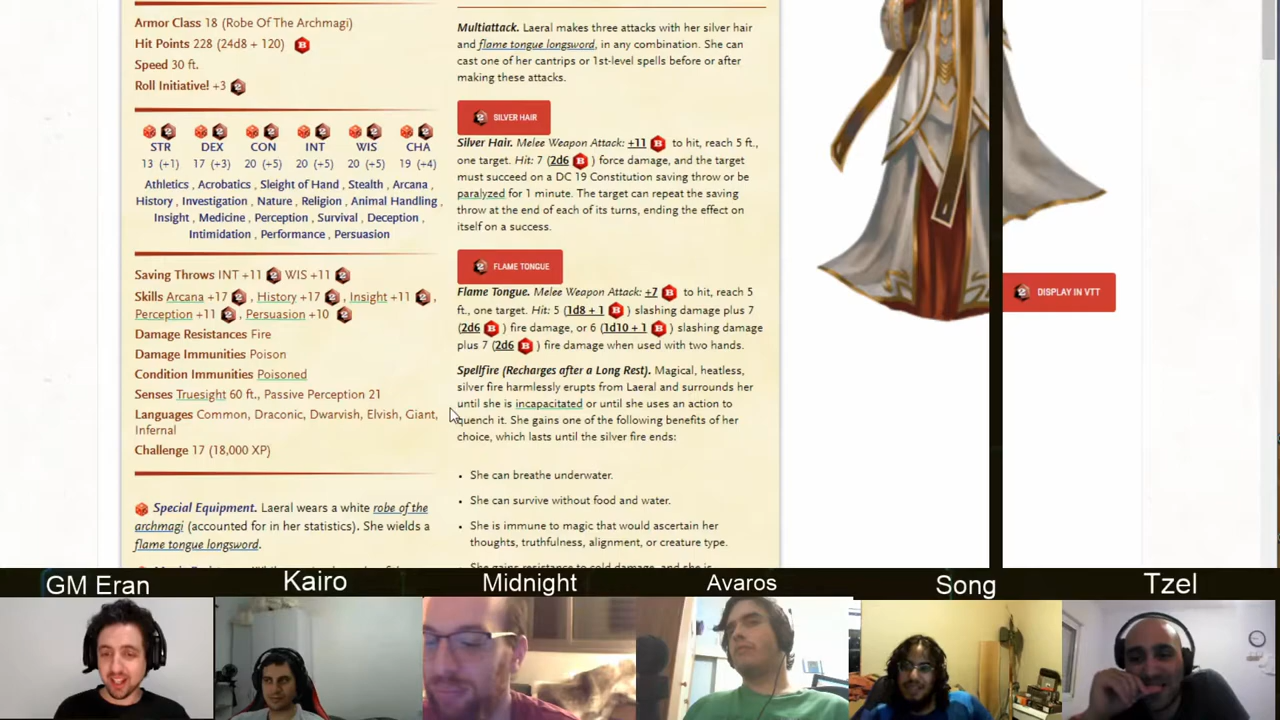 Armor Class 18 (Robe Of The Archmagi)
Hit Points 228 (24d8 + 120) B
Speed 30 ft.
Roll Initiative! +3 2
2 2 2 2 2 2
STR DEX CON INT WIS CHA
13 (+1) 17 (+3) 20 (+5) 20 (+5) 20 (+5) 19 (+4)
Athletics , Acrobatics , Sleight of Hand , Stealth , Arcana ,
History , Investigation , Nature , Religion , Animal Handling ,
Insight , Medicine , Perception , Survival , Deception ,
Intimidation , Performance , Persuasion
Saving Throws INT +11 2 WIS +11 2
Skills Arcana +17 2 , History +17 2 , Insight +11 2 ,
Perception +11 2 , Persuasion +10 2
Damage Resistances Fire
Damage Immunities Poison
Condition Immunities Poisoned
Senses Truesight 60 ft., Passive Perception 21
Languages Common, Draconic, Dwarvish, Elvish, Giant,
Infernal
Challenge 17 (18,000 XP)
Special Equipment. Laeral wears a white robe of the
archmagi (accounted for in her statistics). She wields a
flame tongue longsword.
Multiattack. Laeral makes three attacks with her silver hair
and flame tongue longsword, in any combination. She can
cast one of her cantrips or 1st-level spells before or after
making these attacks.
2 SILVER HAIR
Silver Hair. Melee Weapon Attack: +11 B to hit, reach 5 ft.,
one target. Hit: 7 (2d6 B ) force damage, and the target
must succeed on a DC 19 Constitution saving throw or be
paralyzed for 1 minute. The target can repeat the saving
throw at the end of each of its turns, ending the effect on
itself on a success.
2 FLAME TONGUE
Flame Tongue. Melee Weapon Attack: +7 B to hit, reach 5
ft., one target. Hit: 5 (1d8 + 1 B ) slashing damage plus 7
(2d6 B ) fire damage, or 6 (1d10 + 1 B ) slashing damage
plus 7 (2d6 B ) fire damage when used with two hands.
Spellfire (Recharges after a Long Rest). Magical, heatless,
silver fire harmlessly erupts from Laeral and surrounds her
until she is incapacitated or until she uses an action to
quench it. She gains one of the following benefits of her
choice, which lasts until the silver fire ends:
• She can breathe underwater.
• She can survive without food and water.
• She is immune to magic that would ascertain her
thoughts, truthfulness, alignment, or creature type.
2 DISPLAY IN VTT
GM Eran
Kairo
Midnight
Avaros
Song
Tzel